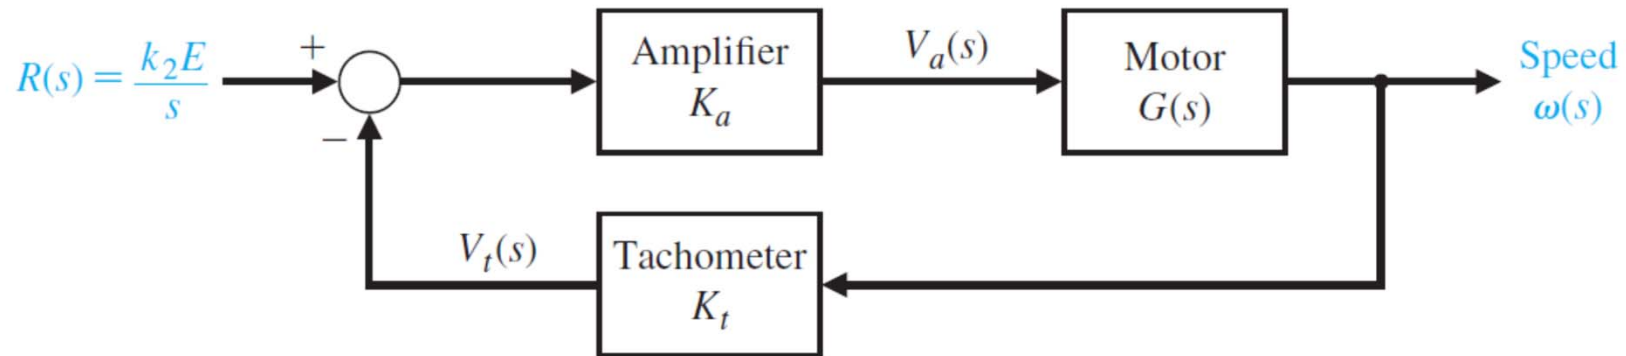 R(s) = k₂E/s
+
−
Amplifier
Kₐ
Vₐ(s)
Motor
G(s)
Speed
ω(s)
Vₜ(s)
Tachometer
Kₜ